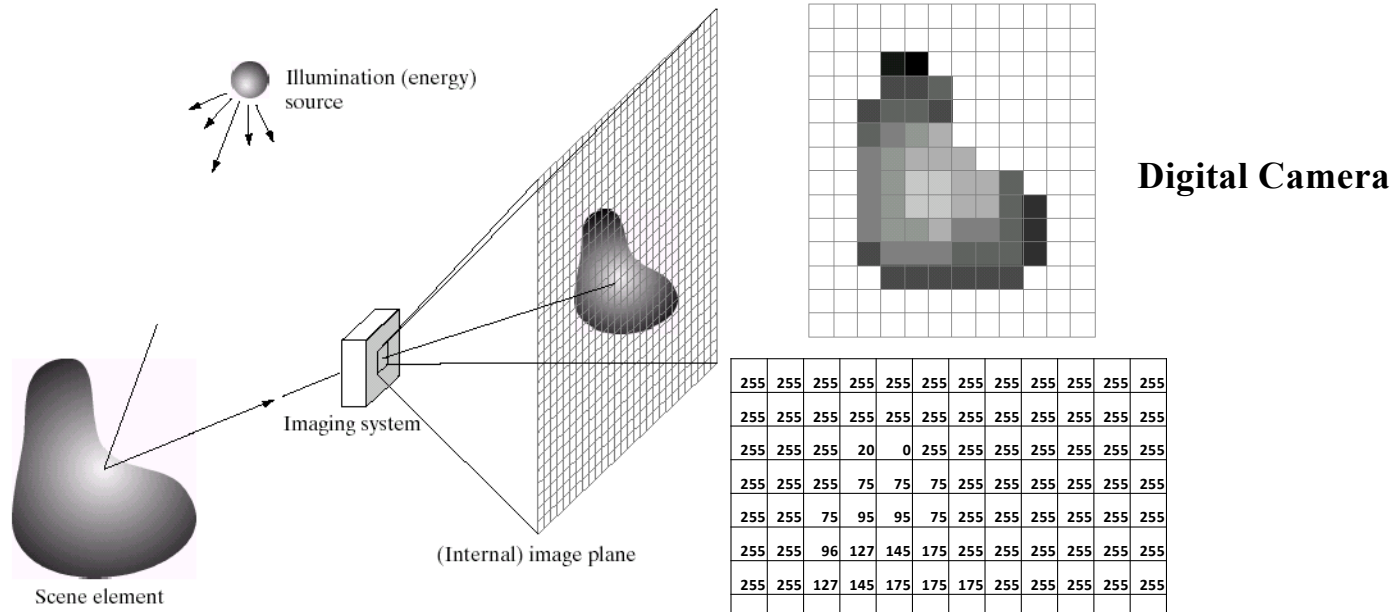 Illumination (energy)
source
Digital Camera
Imaging system
(Internal) image plane
Scene element
255 255 255 255 255 255 255 255 255 255 255 255
255 255 255 255 255 255 255 255 255 255 255 255
255 255 255 20 0 255 255 255 255 255 255 255
255 255 255 75 75 75 255 255 255 255 255 255
255 255 75 95 95 75 255 255 255 255 255 255
255 255 96 127 145 175 255 255 255 255 255 255
255 255 127 145 175 175 175 255 255 255 255 255